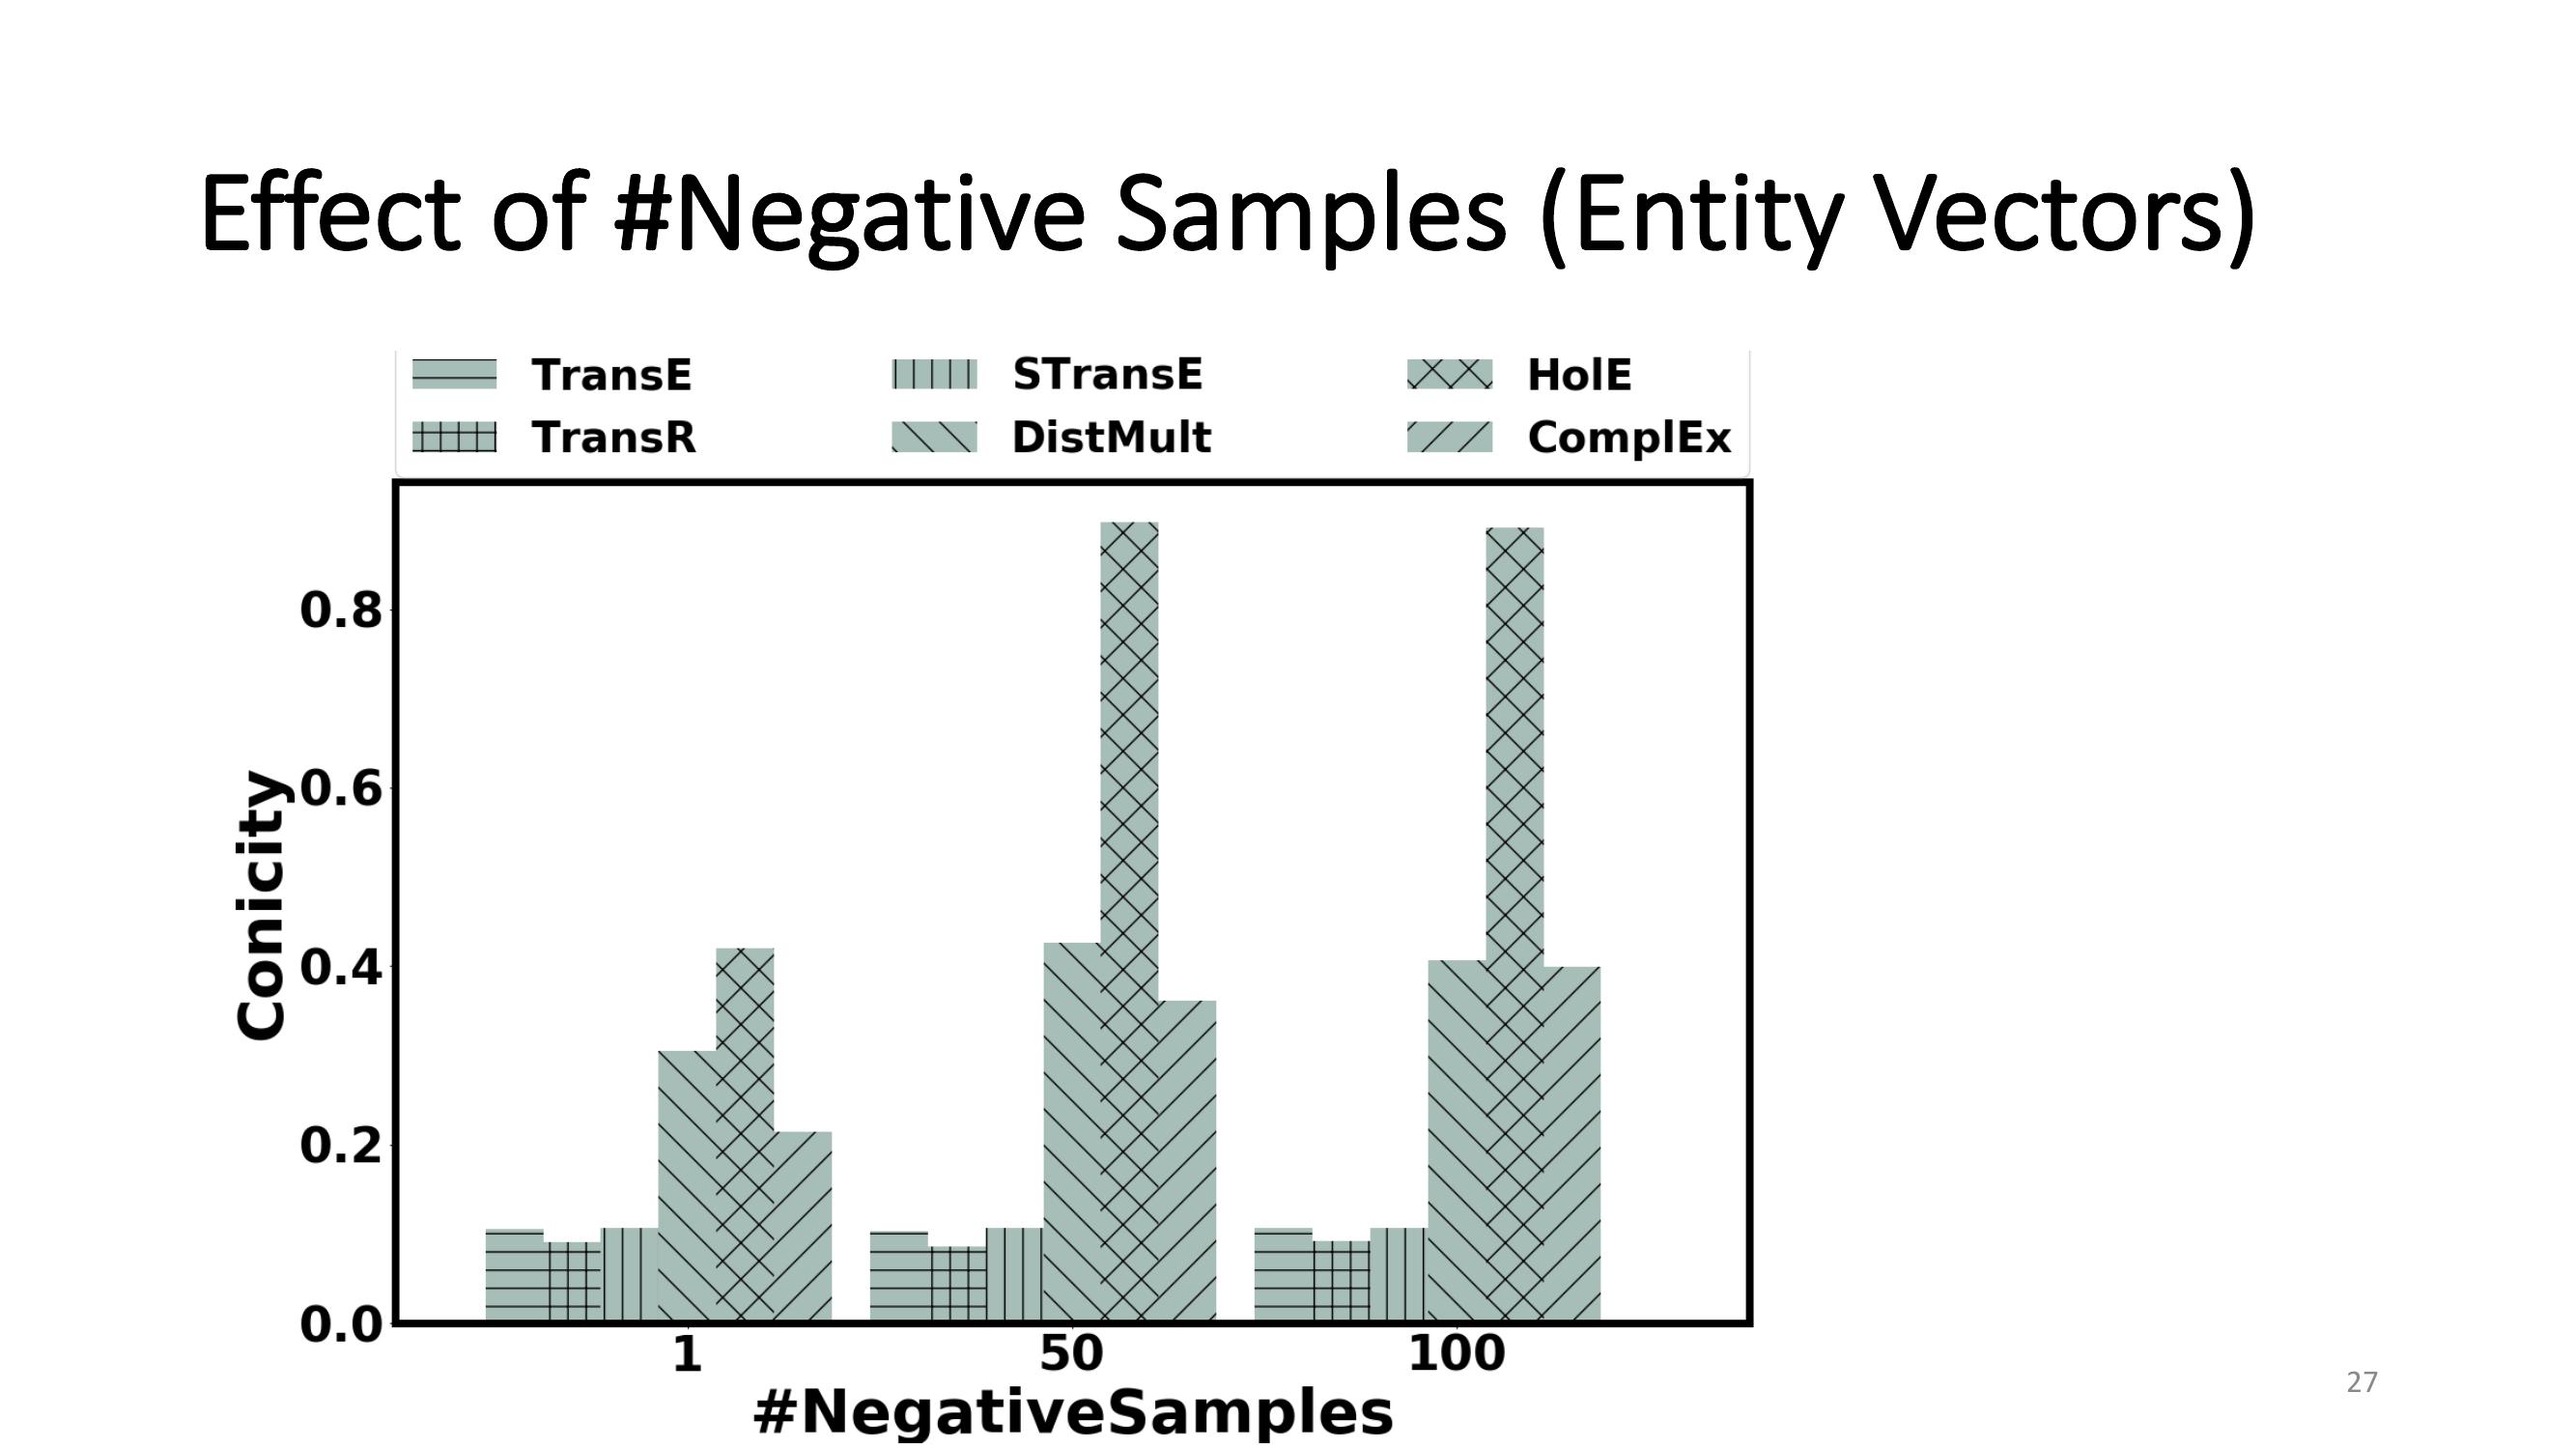 Effect of #Negative Samples (Entity Vectors)
TransE STransE HolE
TransR DistMult ComplEx
0.8
0.6
0.4
0.2
0.0
Conicity
1 50 100
#NegativeSamples
27